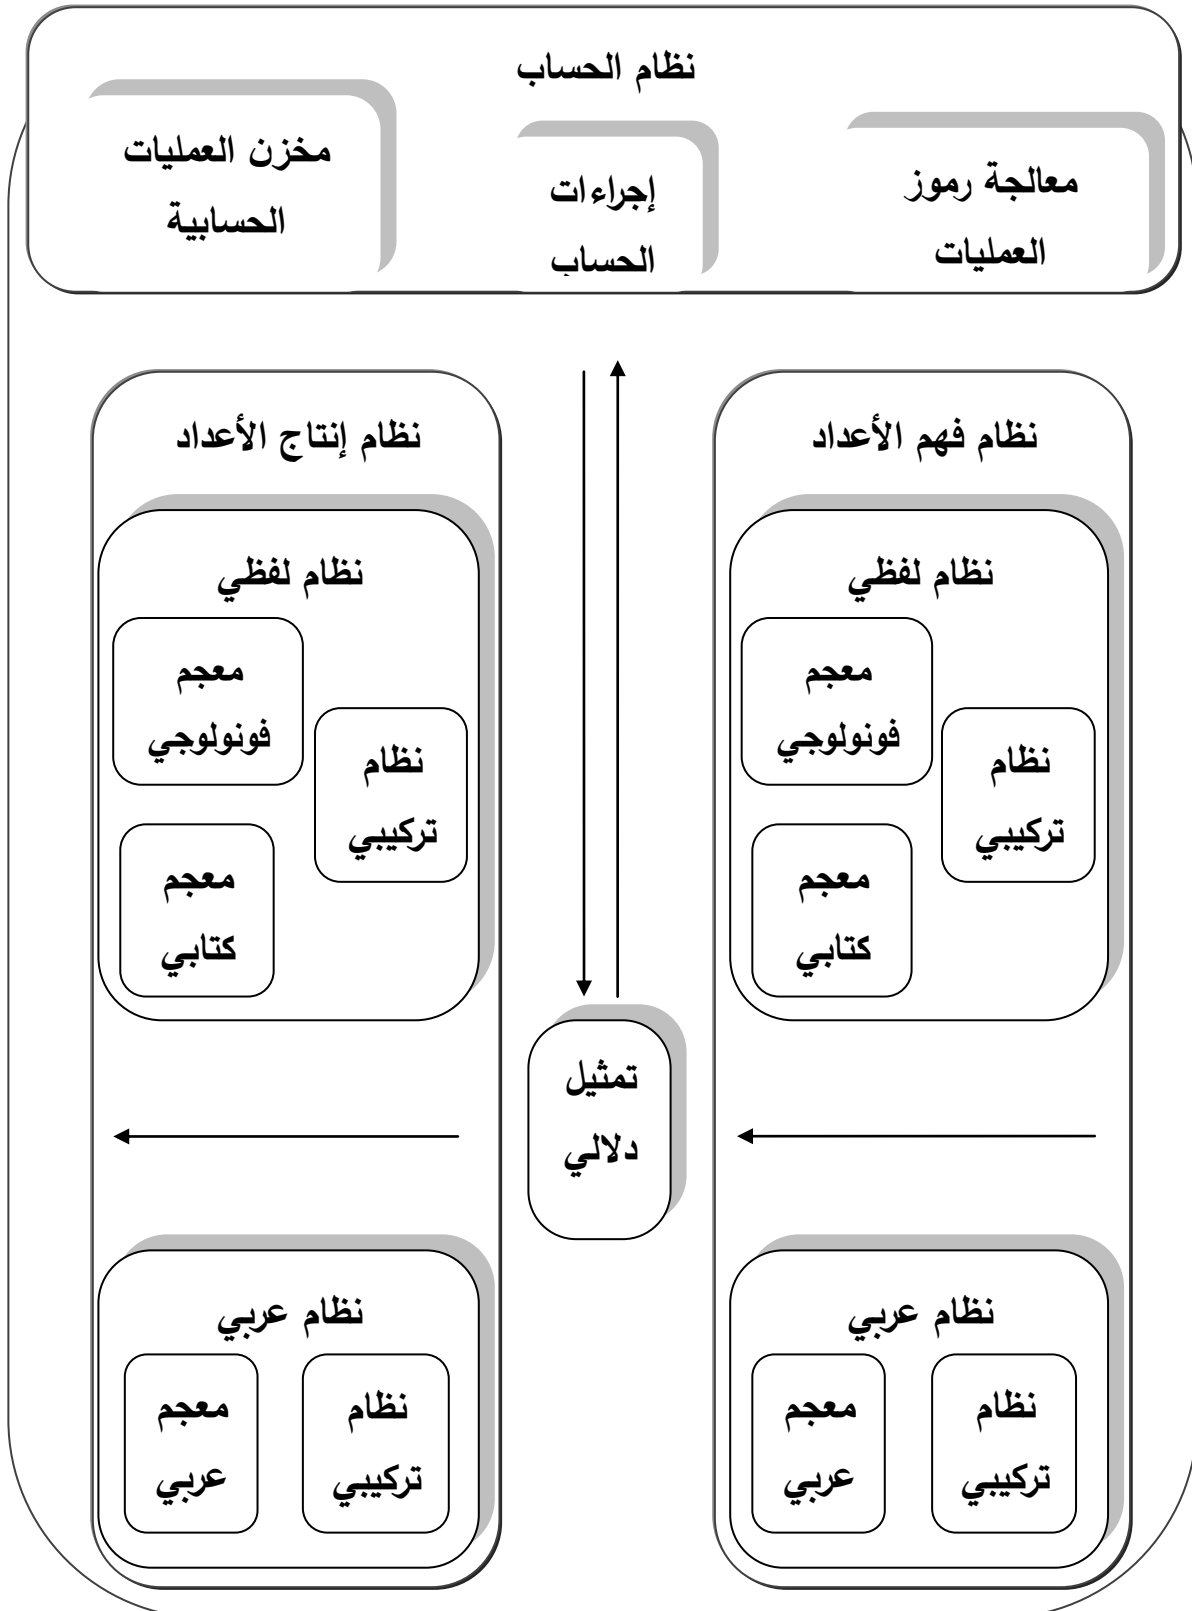 نظام الحساب
معالجة رموز
العمليات
إجراءات
الحساب
مخزن العمليات
الحسابية
نظام فهم الأعداد
نظام لفظي
معجم
فونولوجي
نظام
تركيبي
معجم
كتابي
نظام عربي
نظام
تركيبي
معجم
عربي
تمثيل
دلالي
نظام إنتاج الأعداد
نظام لفظي
معجم
فونولوجي
نظام
تركيبي
معجم
كتابي
نظام عربي
نظام
تركيبي
معجم
عربي